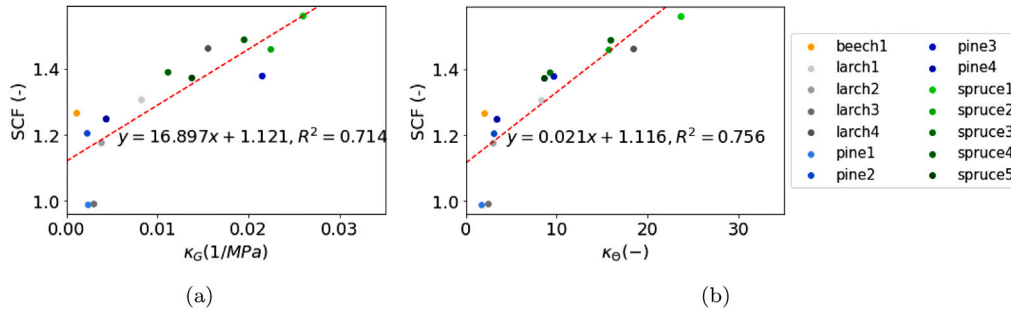 SCF (-)
1.4
1.2
1.0
y = 16.897x + 1.121, R² = 0.714
0.00 0.01 0.02 0.03
κ_G(1/MPa)
(a)
SCF (-)
1.4
1.2
1.0
y = 0.021x + 1.116, R² = 0.756
0 10 20 30
κ_Θ(−)
(b)
beech1
larch1
larch2
larch3
larch4
pine1
pine2
pine3
pine4
spruce1
spruce2
spruce3
spruce4
spruce5